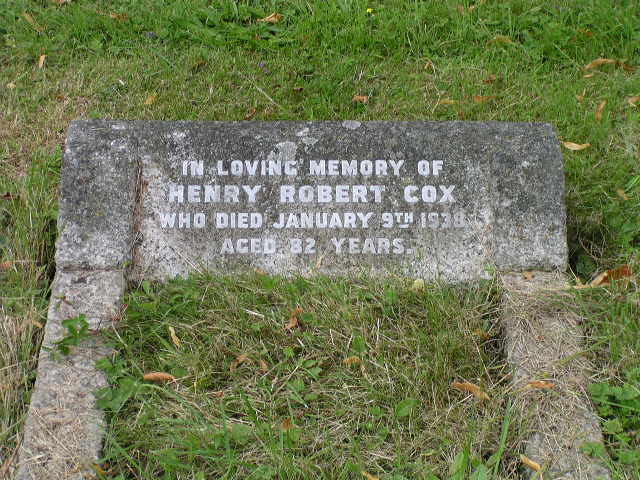 IN LOVING MEMORY OF
HENRY ROBERT COX
WHO DIED JANUARY 9TH 1938
AGED 82 YEARS.